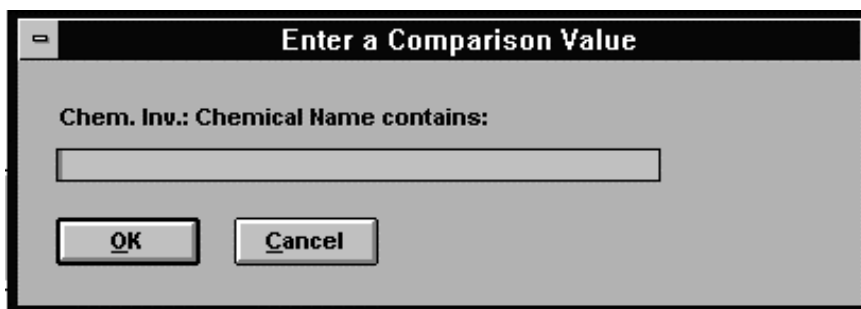 Enter a Comparison Value
Chem. Inv.: Chemical Name contains:
OK
Cancel